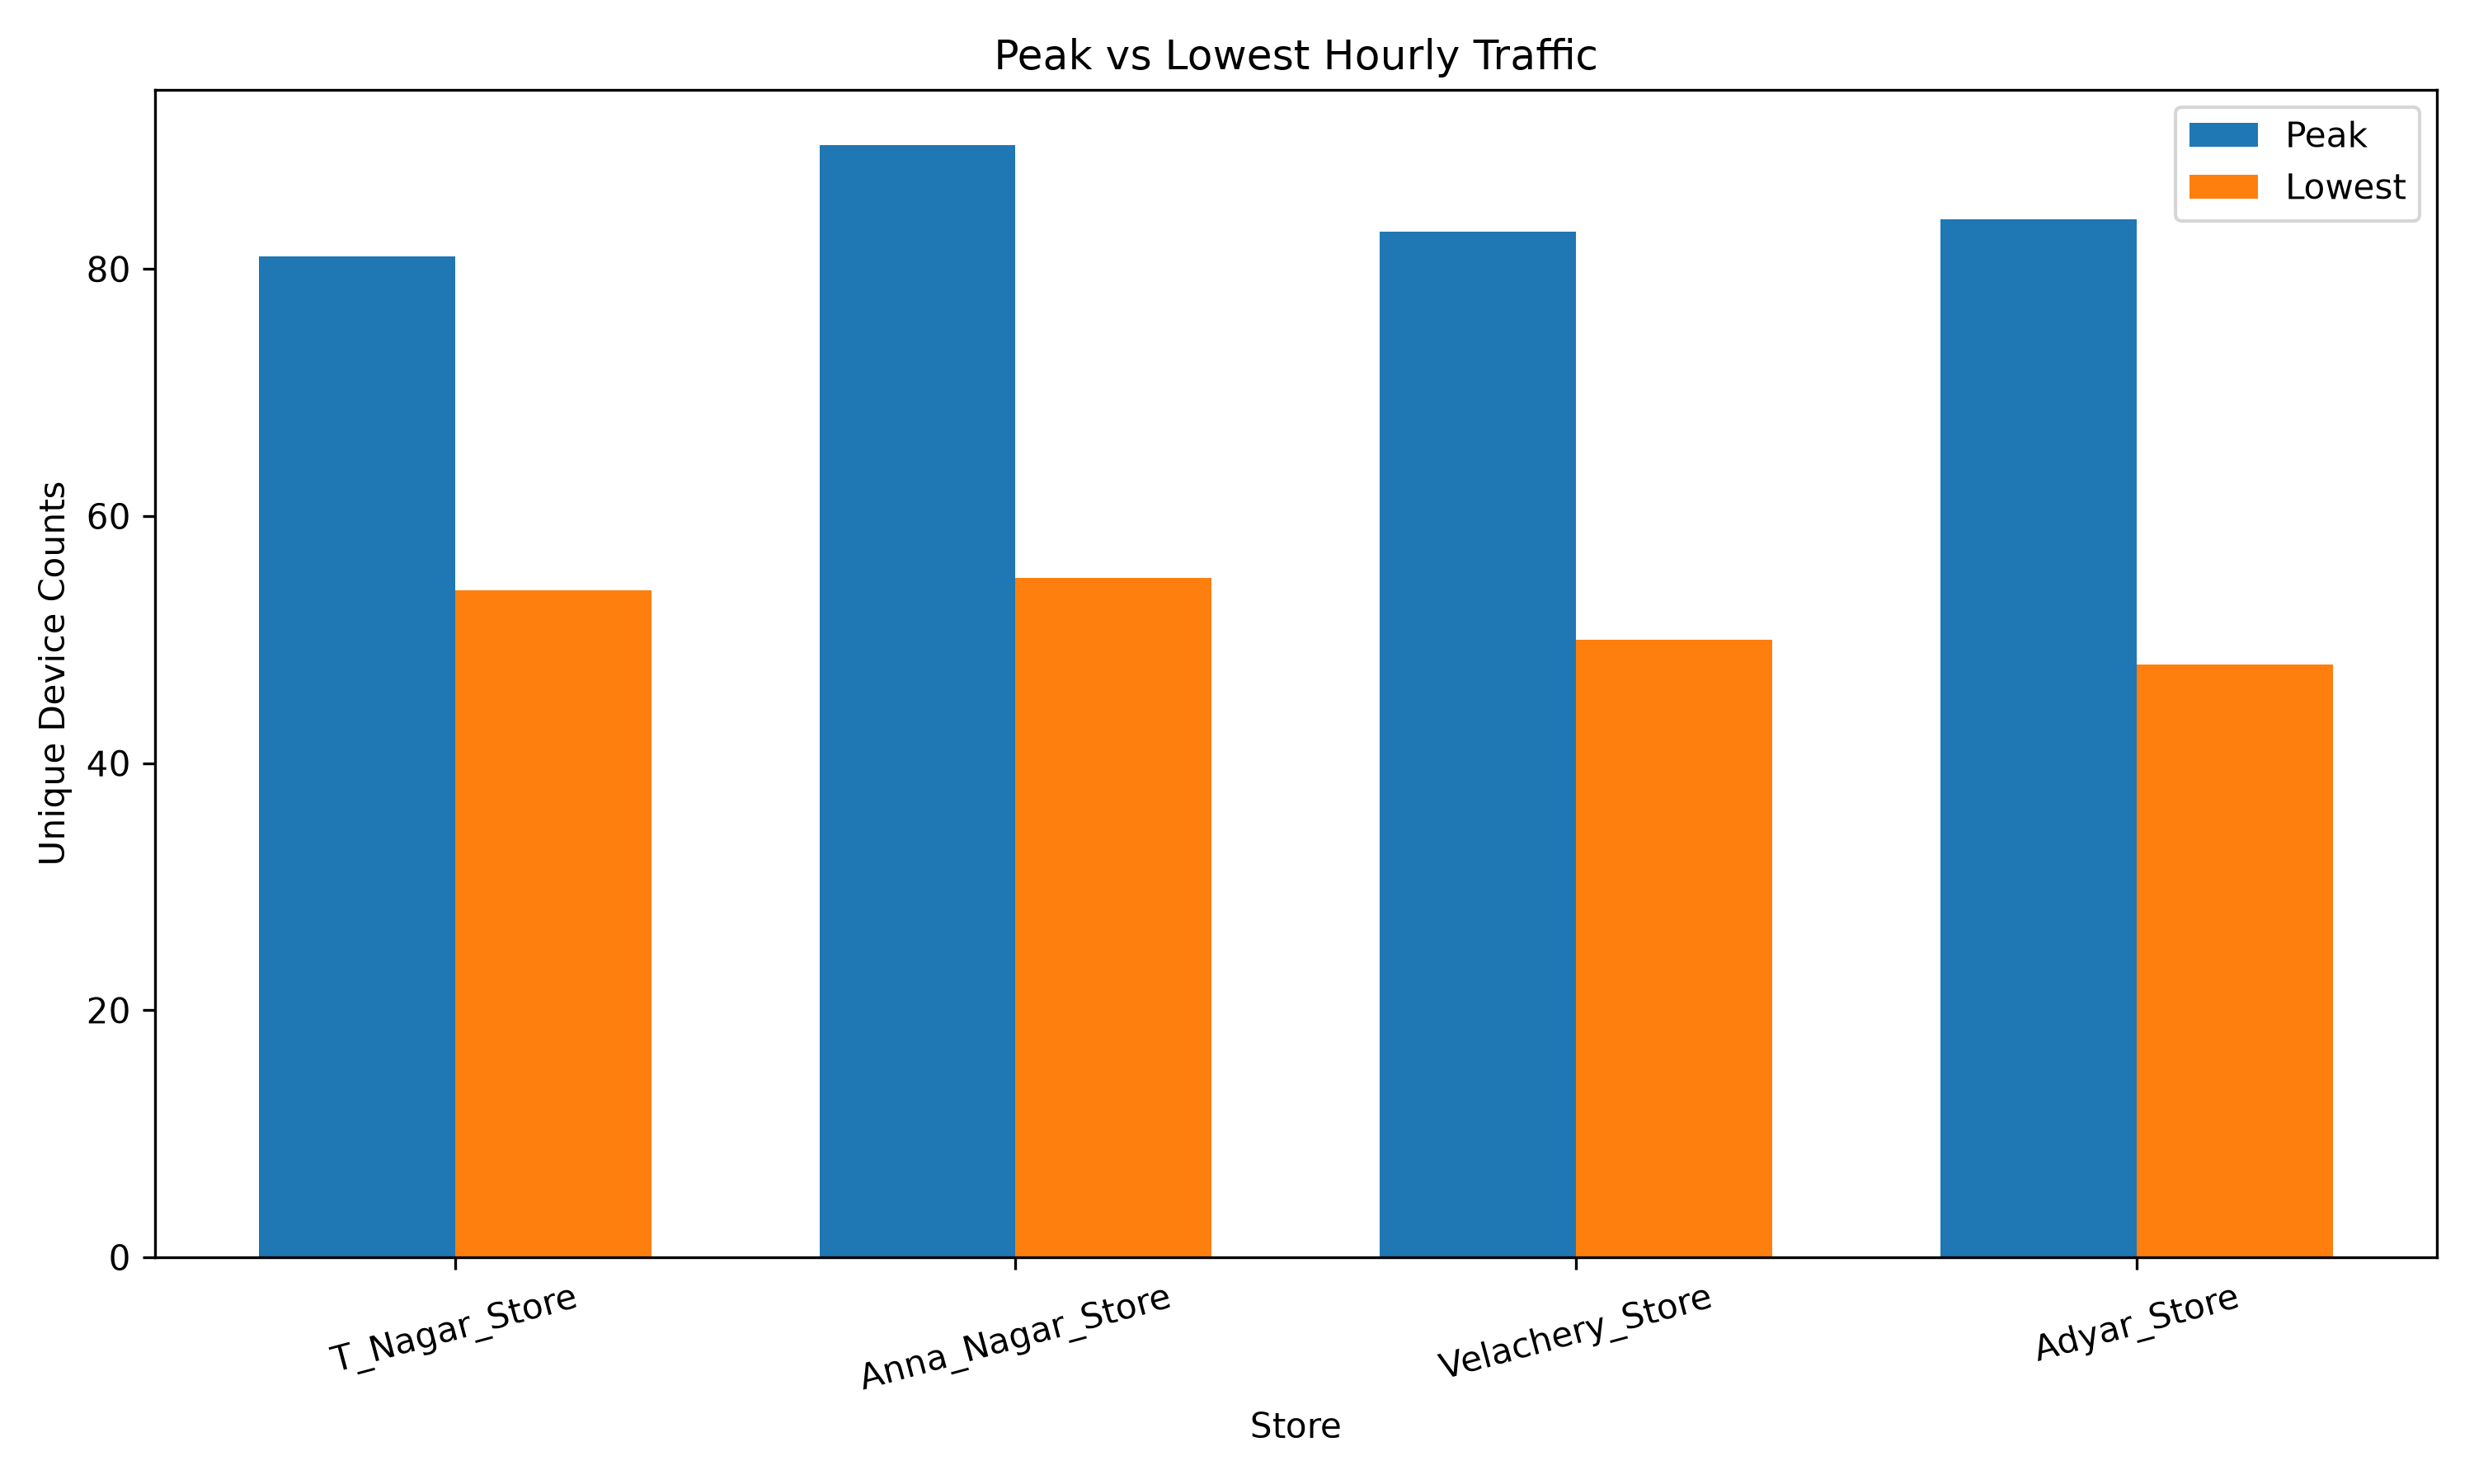 Peak vs Lowest Hourly Traffic
Peak
Lowest
Unique Device Counts
80
60
40
20
0
T_Nagar_Store
Anna_Nagar_Store
Velachery_Store
Adyar_Store
Store